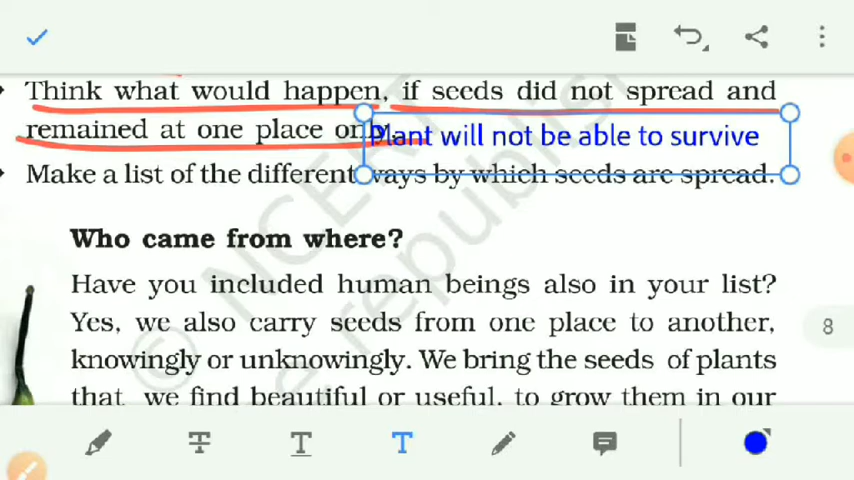 Think what would happen, if seeds did not spread and
remained at one place only.
Plant will not be able to survive
Make a list of the different ways by which seeds are spread.
Who came from where?
Have you included human beings also in your list?
Yes, we also carry seeds from one place to another,
8
knowingly or unknowingly. We bring the seeds of plants
that we find beautiful or useful, to grow them in our
© NCERT
republish
T
T
T